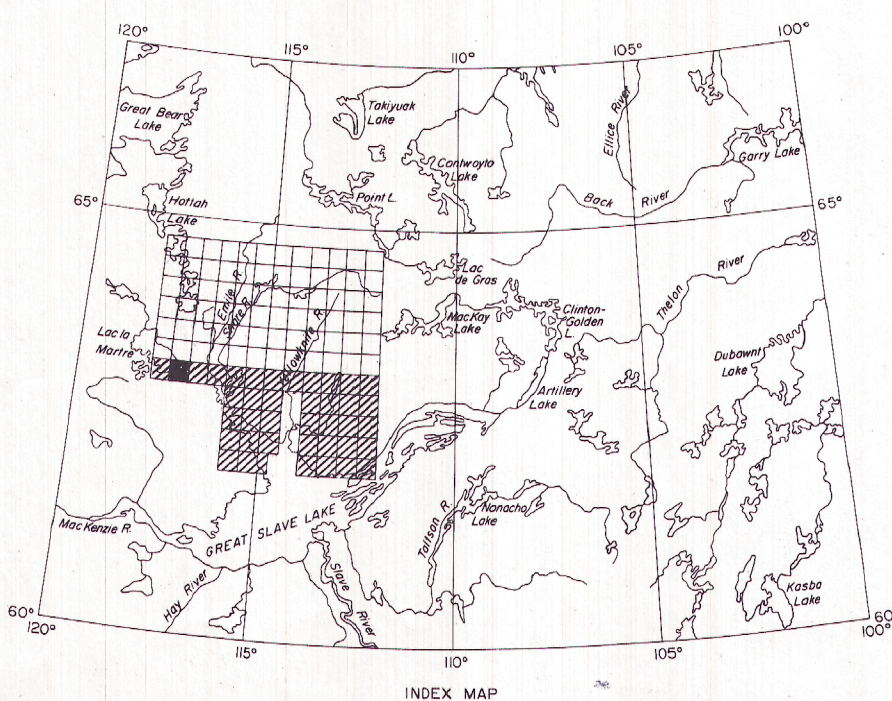 120°
115°
110°
105°
100°
Great Bear
Lake
Takiyuak
Lake
Contwoyto
Lake
Ellice River
Garry Lake
65°
Hottah
Lake
Point L.
Back
River
65°
Lac
de Gras
Thelon
River
Emile R.
Snare R.
Yellowknife R.
MacKay
Lake
Clinton-
Golden
L.
Lac la
Martre
Dubawnt
Lake
Artillery
Lake
MacKenzie R.
GREAT SLAVE LAKE
Taltson R.
Nonacho
Lake
Hay River
Slave
River
Kasba
Lake
60°
120°
115°
110°
105°
60°
100°
INDEX MAP